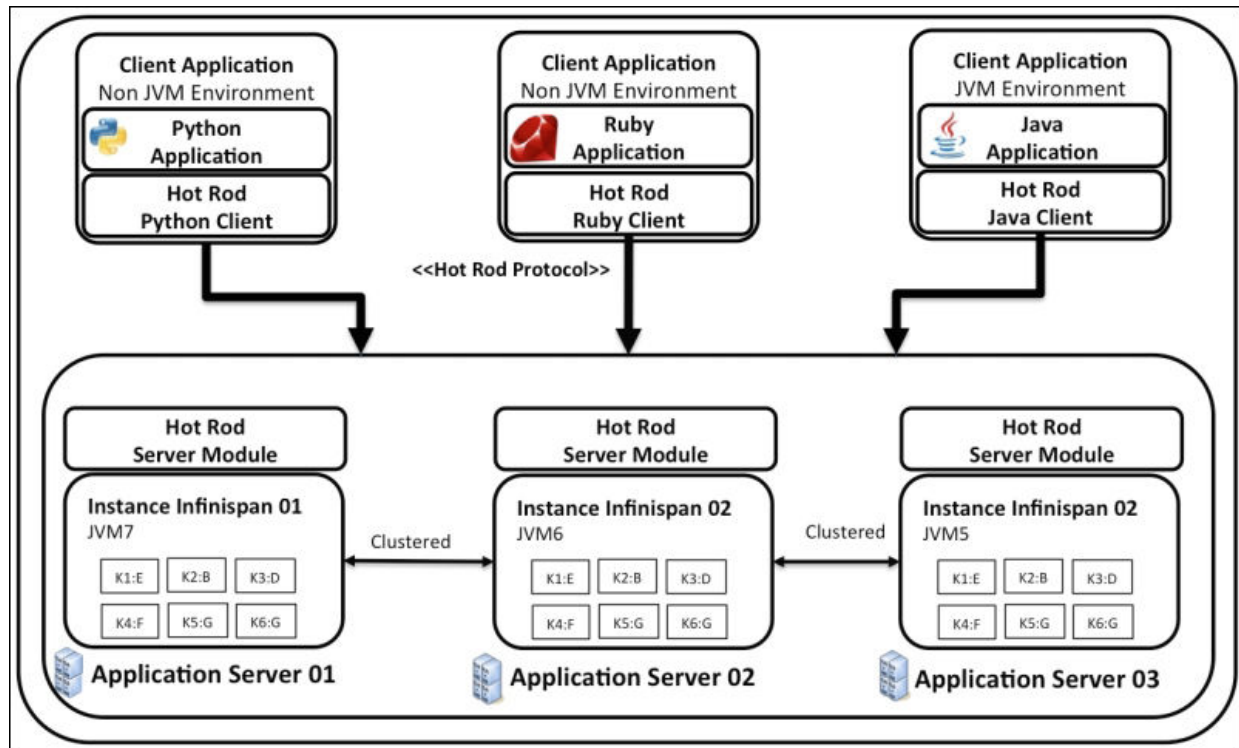 Client Application
Non JVM Environment
Python
Application
Hot Rod
Python Client
Client Application
Non JVM Environment
Ruby
Application
Hot Rod
Ruby Client
Client Application
JVM Environment
Java
Application
Hot Rod
Java Client
<<Hot Rod Protocol>>
Hot Rod
Server Module
Instance Infinispan 01
JVM7
K1:E K2:B K3:D
K4:F K5:G K6:G
Application Server 01
Clustered
Hot Rod
Server Module
Instance Infinispan 02
JVM6
K1:E K2:B K3:D
K4:F K5:G K6:G
Application Server 02
Clustered
Hot Rod
Server Module
Instance Infinispan 02
JVM5
K1:E K2:B K3:D
K4:F K5:G K6:G
Application Server 03